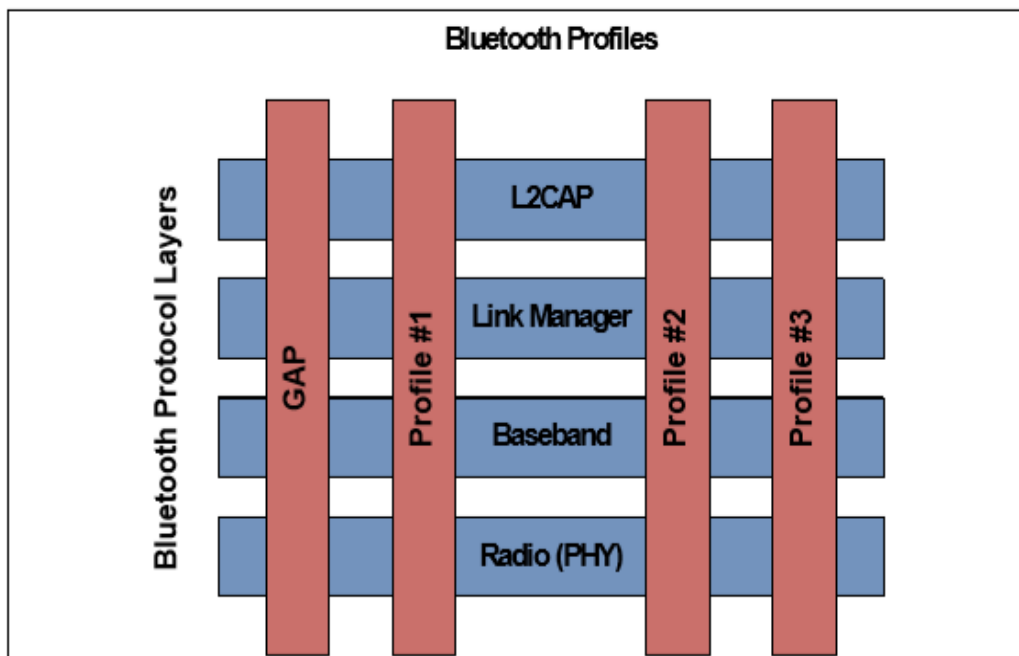 Bluetooth Profiles
Bluetooth Protocol Layers
GAP
Profile #1
Profile #2
Profile #3
L2CAP
Link Manager
Baseband
Radio (PHY)